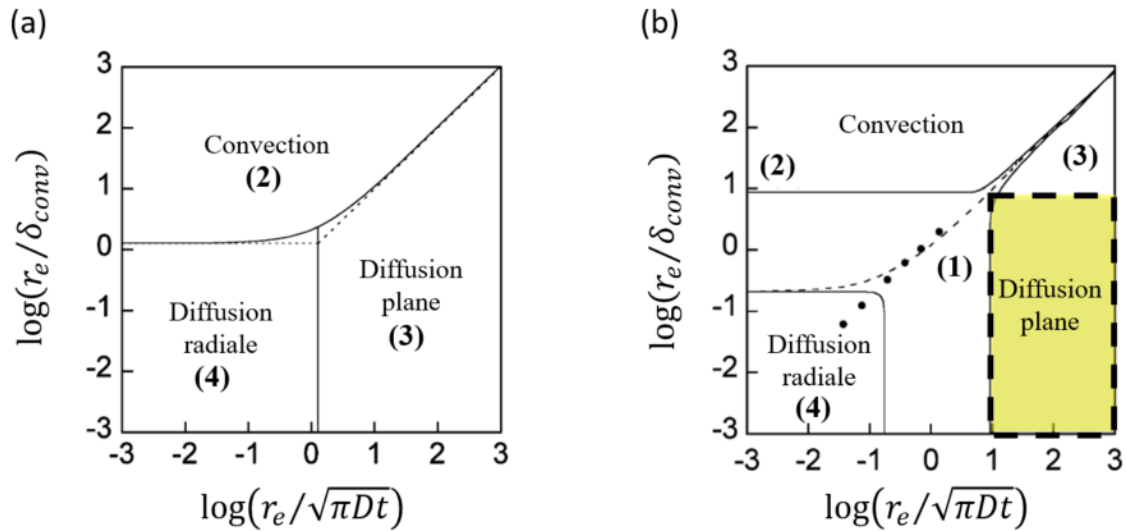 (a)
3
2
1
0
-1
-2
-3
-3
-2
-1
0
1
2
3
log(r_e/δ_conv)
log(r_e/√πDt)
Convection
(2)
Diffusion
radiale
(4)
Diffusion
plane
(3)
(b)
3
2
1
0
-1
-2
-3
-3
-2
-1
0
1
2
3
log(r_e/δ_conv)
log(r_e/√πDt)
Convection
(2)
(3)
(1)
Diffusion
plane
Diffusion
radiale
(4)